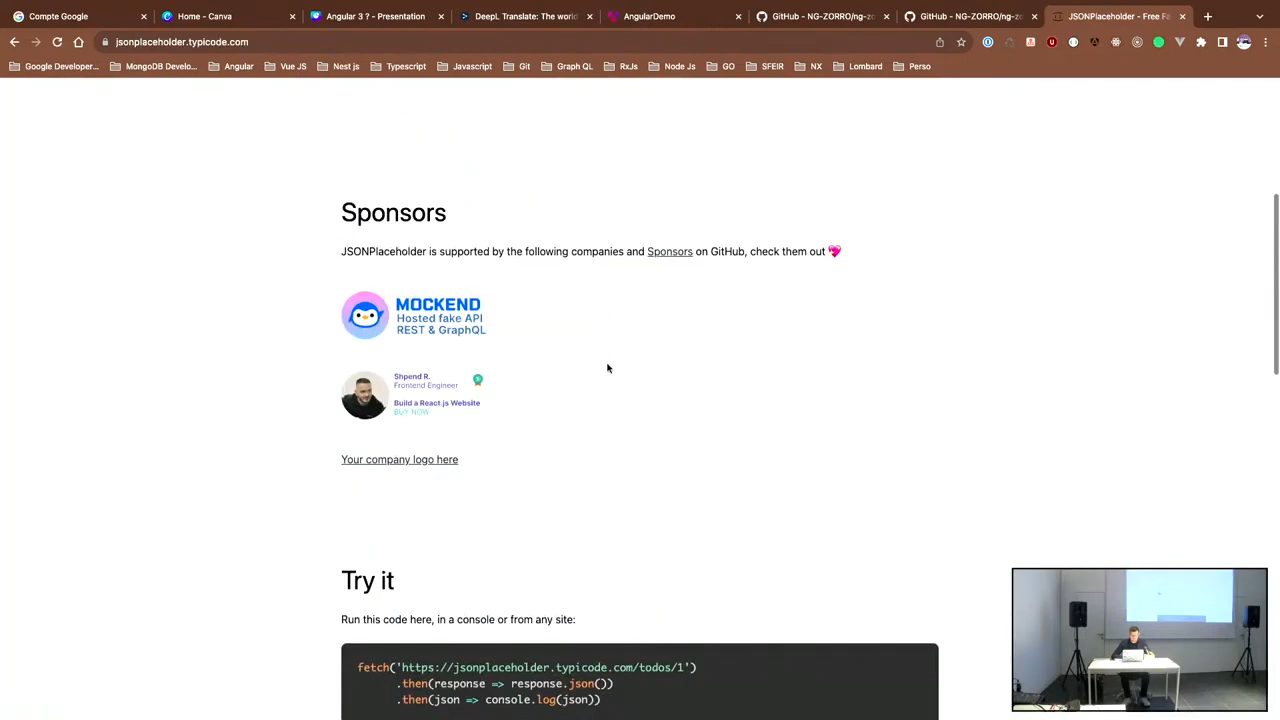 Compte Google
Home - Canva
Angular 3 ? - Presentation
DeepL Translate: The world
AngularDemo
GitHub - NG-ZORRO/ng-zo
GitHub - NG-ZORRO/ng-zo
JSONPlaceholder - Free Fa
jsonplaceholder.typicode.com
Google Developer...
MongoDB Develo...
Angular
Vue JS
Nest js
Typescript
Javascript
Git
Graph QL
RxJs
Node Js
GO
SFEIR
NX
Lombard
Perso
Sponsors
JSONPlaceholder is supported by the following companies and Sponsors on GitHub, check them out 💖
MOCKEND
Hosted fake API
REST & GraphQL
Shpend R.
Frontend Engineer
Build a React.js Website
BUY NOW
Your company logo here
Try it
Run this code here, in a console or from any site:
fetch('https://jsonplaceholder.typicode.com/todos/1')
.then(response => response.json())
.then(json => console.log(json))